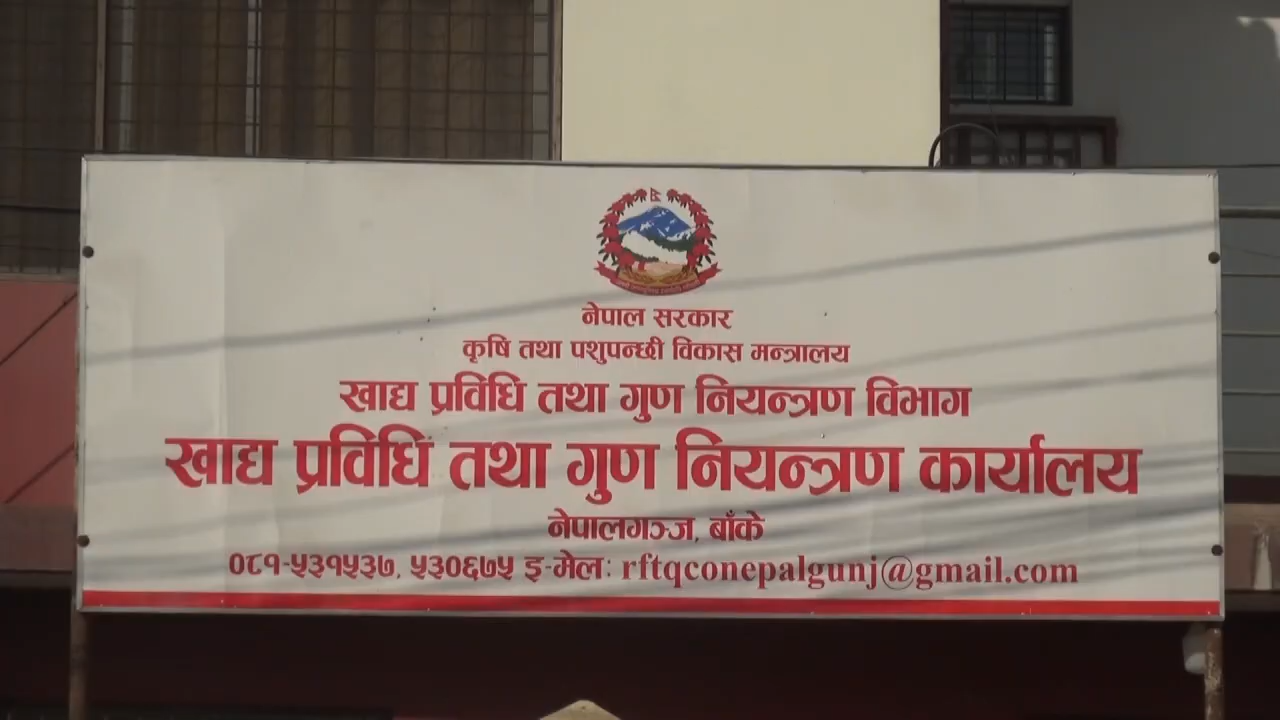 नेपाल सरकार
कृषि तथा पशुपन्छी विकास मन्त्रालय
खाद्य प्रविधि तथा गुण नियन्त्रण विभाग
खाद्य प्रविधि तथा गुण नियन्त्रण कार्यालय
नेपालगञ्ज, बाँके
०८१-५३१५३७, ५३०६७५ इ-मेल: rftqconepalgunj@gmail.com